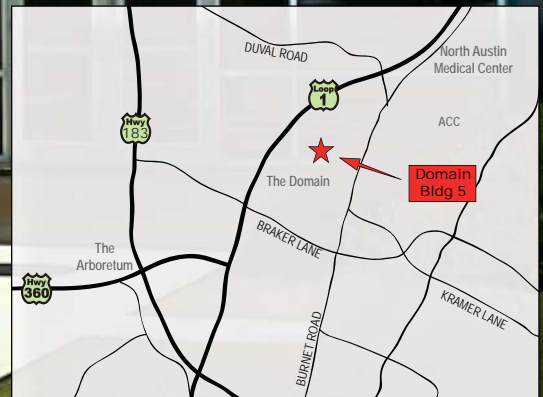 DUVAL ROAD
North Austin
Medical Center
Loop
1
ACC
Hwy
183
The Domain
Domain
Bldg 5
BRAKER LANE
The
Arboretum
Hwy
360
KRAMER LANE
BURNET ROAD